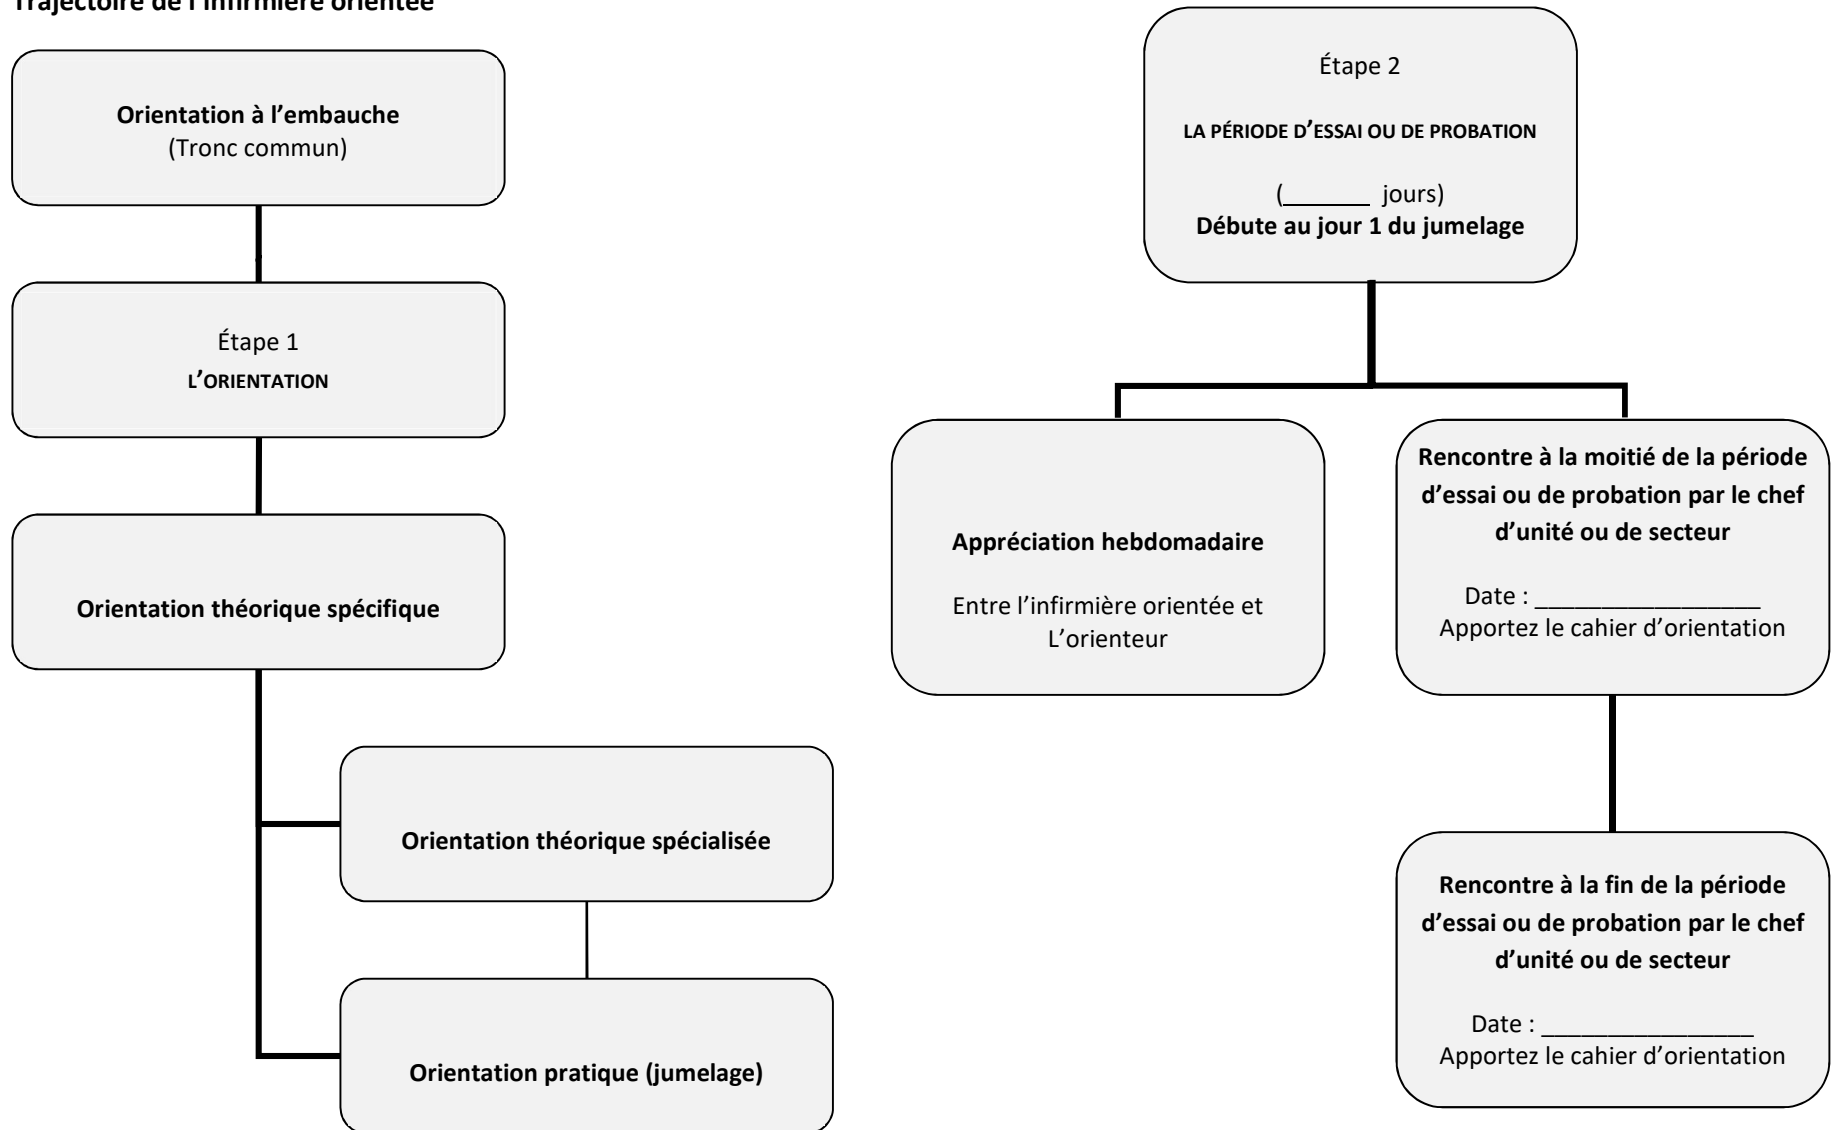 Trajectoire de l'infirmière orientée
Orientation à l'embauche
(Tronc commun)
Étape 1
L'ORIENTATION
Orientation théorique spécifique
Orientation théorique spécialisée
Orientation pratique (jumelage)
Étape 2
LA PÉRIODE D'ESSAI OU DE PROBATION
(_______ jours)
Débute au jour 1 du jumelage
Appréciation hebdomadaire
Entre l'infirmière orientée et
L'orienteur
Rencontre à la moitié de la période
d'essai ou de probation par le chef
d'unité ou de secteur
Date : _________________
Apportez le cahier d'orientation
Rencontre à la fin de la période
d'essai ou de probation par le chef
d'unité ou de secteur
Date : ________________
Apportez le cahier d'orientation